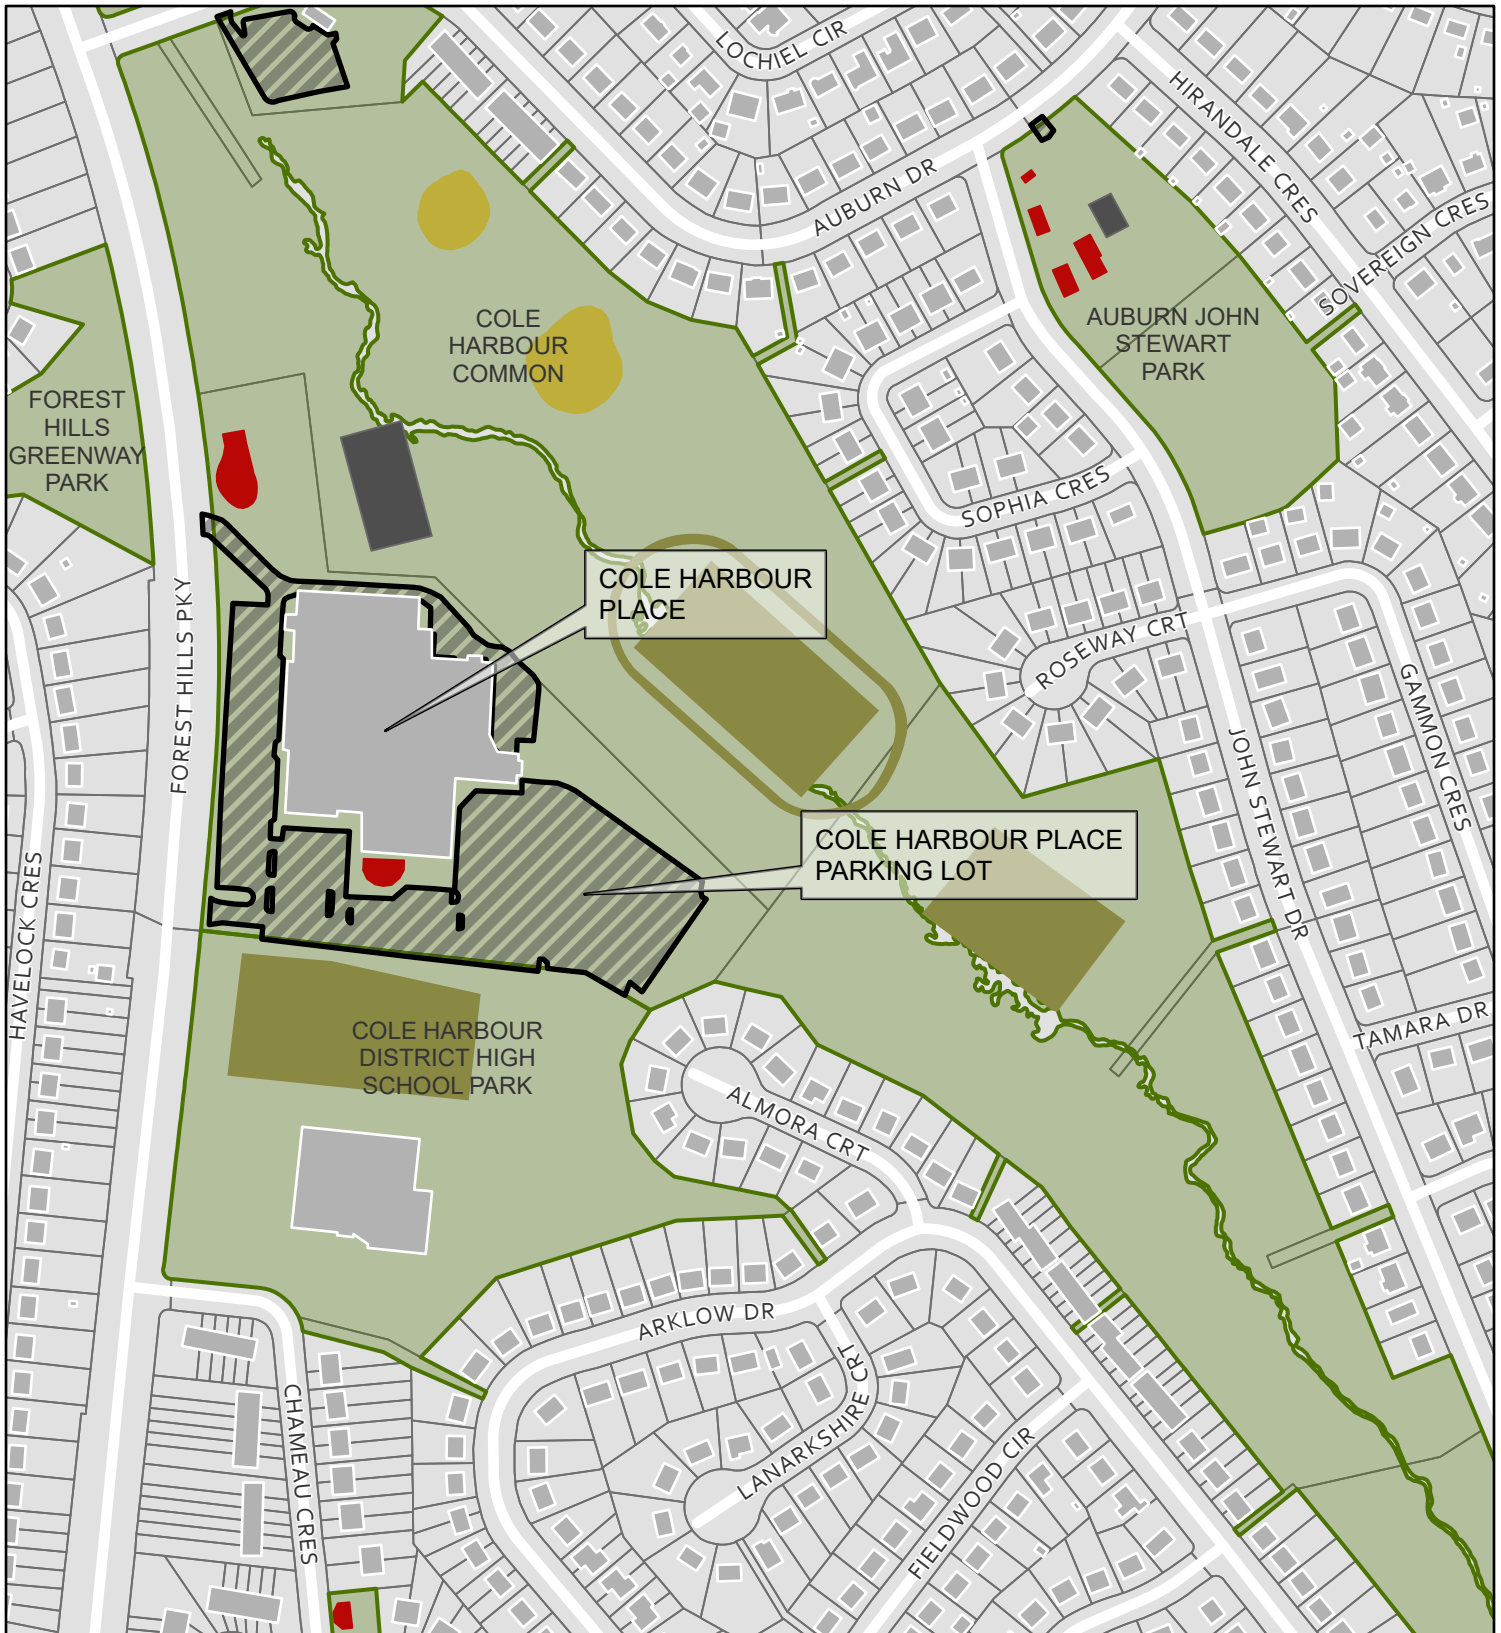 LOCHIEL CIR
HIRANDALE CRES
AUBURN DR
SOVEREIGN CRES
COLE
HARBOUR
COMMON
AUBURN JOHN
STEWART
PARK
FOREST
HILLS
GREENWAY
PARK
SOPHIA CRES
COLE HARBOUR
PLACE
FOREST HILLS PKY
ROSEWAY CRT
GAMMON CRES
JOHN STEWART DR
COLE HARBOUR PLACE
PARKING LOT
HAVELOCK CRES
TAMARA DR
COLE HARBOUR
DISTRICT HIGH
SCHOOL PARK
ALMORA CRT
ARKLOW DR
LANARKSHIRE CRT
CHAMEAU CRES
FIELDWOOD CIR